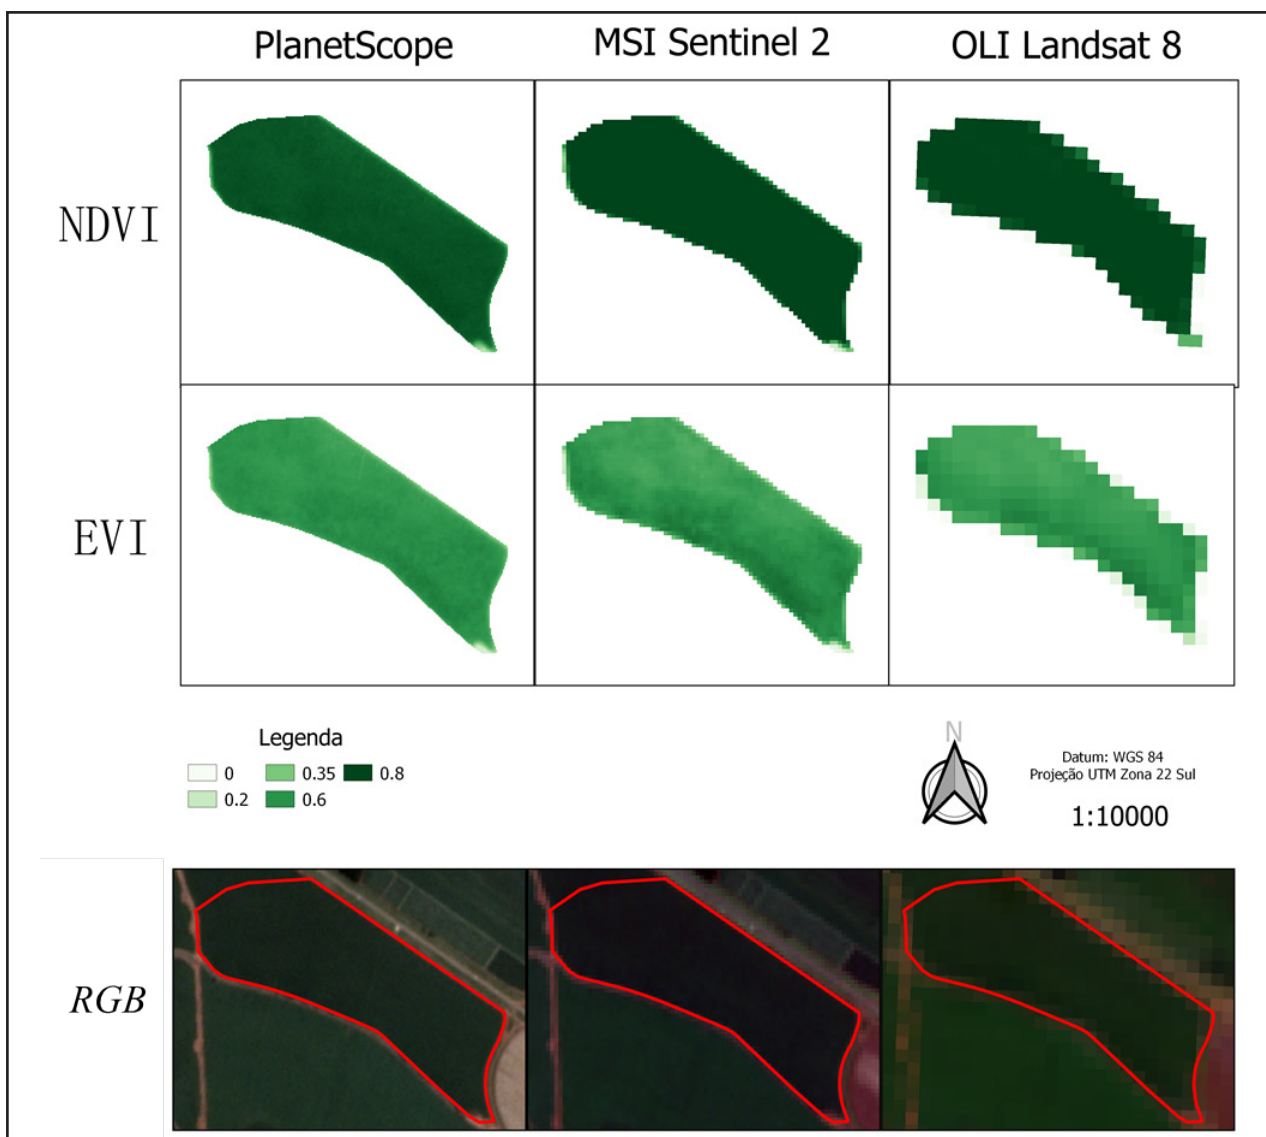 PlanetScope
MSI Sentinel 2
OLI Landsat 8
NDVI
EVI
Legenda
0
0.35
0.8
0.2
0.6
N
Datum: WGS 84
Projeção UTM Zona 22 Sul
1:10000
RGB